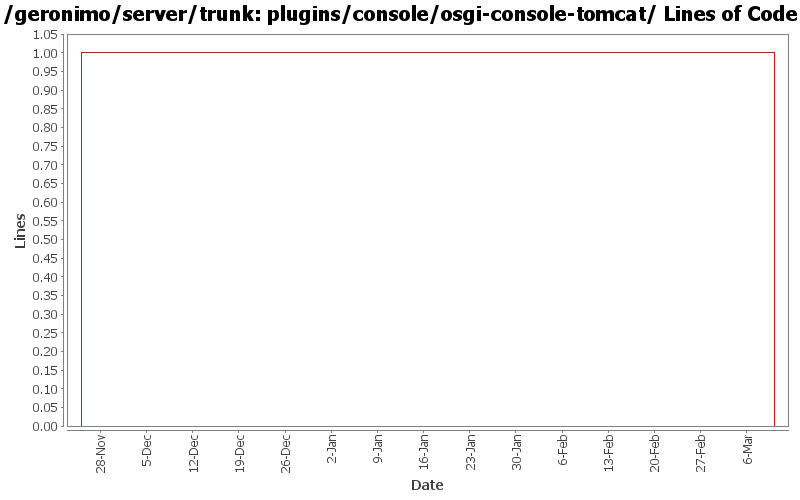 /geronimo/server/trunk: plugins/console/osgi-console-tomcat/ Lines of Code
1.05
1.00
0.95
0.90
0.85
0.80
0.75
0.70
0.65
0.60
0.55
0.50
0.45
0.40
0.35
0.30
0.25
0.20
0.15
0.10
0.05
0.00
Lines
28-Nov
5-Dec
12-Dec
19-Dec
26-Dec
2-Jan
9-Jan
16-Jan
23-Jan
30-Jan
6-Feb
13-Feb
20-Feb
27-Feb
6-Mar
Date